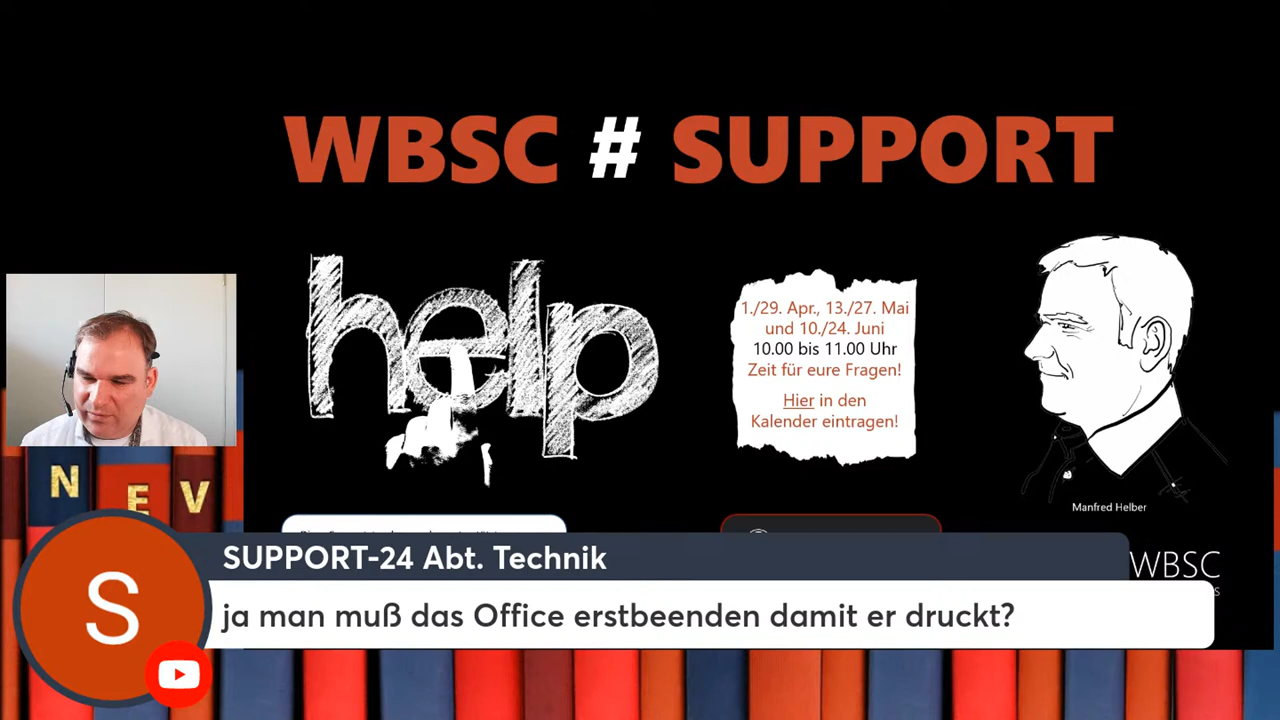 WBSC # SUPPORT
help
1./29. Apr., 13./27. Mai
und 10./24. Juni
10.00 bis 11.00 Uhr
Zeit für eure Fragen!
Hier in den
Kalender eintragen!
Manfred Helber
N E V
SUPPORT-24 Abt. Technik
WBSC
S
ja man muß das Office erstbeenden damit er druckt?